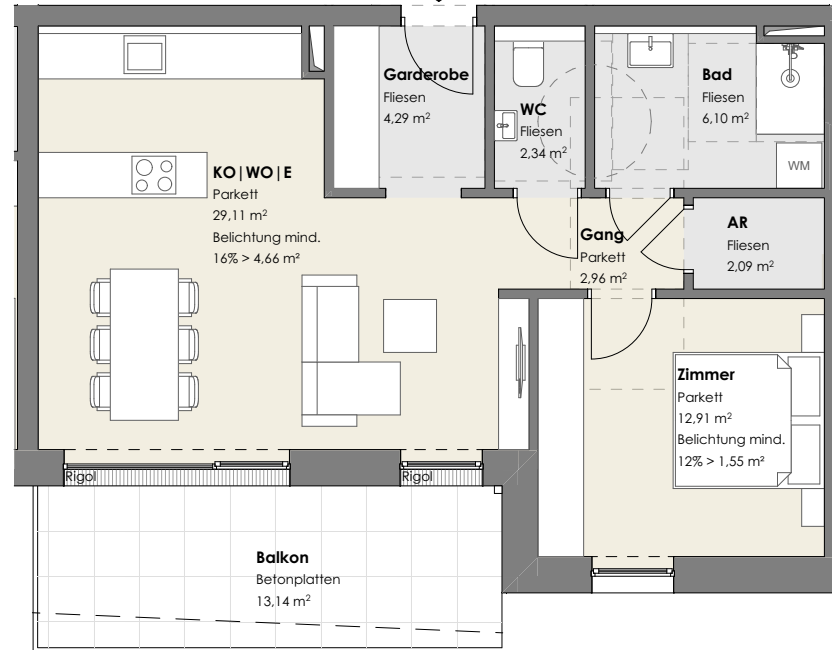 Garderobe
Fliesen
4,29 m²
WC
Fliesen
2,34 m²
Bad
Fliesen
6,10 m²
WM
KO|WO|E
Parkett
29,11 m²
Belichtung mind.
16% > 4,66 m²
Gang
Parkett
2,96 m²
AR
Fliesen
2,09 m²
Zimmer
Parkett
12,91 m²
Belichtung mind.
12% > 1,55 m²
Rigol
Rigol
Balkon
Betonplatten
13,14 m²